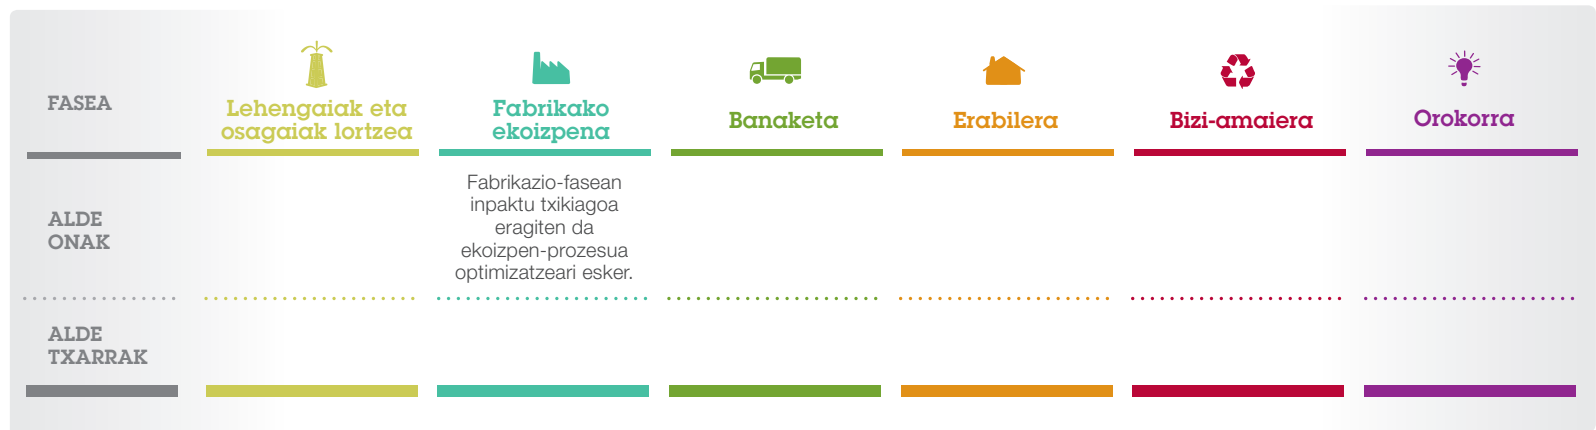 FASEA
Lehengaiak eta
osagaiak lortzea
Fabrikako
ekoizpena
Banaketa
Erabilera
Bizi-amaiera
Orokorra
ALDE
ONAK
Fabrikazio-fasean
inpaktu txikiagoa
eragiten da
ekoizpen-prozesua
optimizatzeari esker.
ALDE
TXARRAK